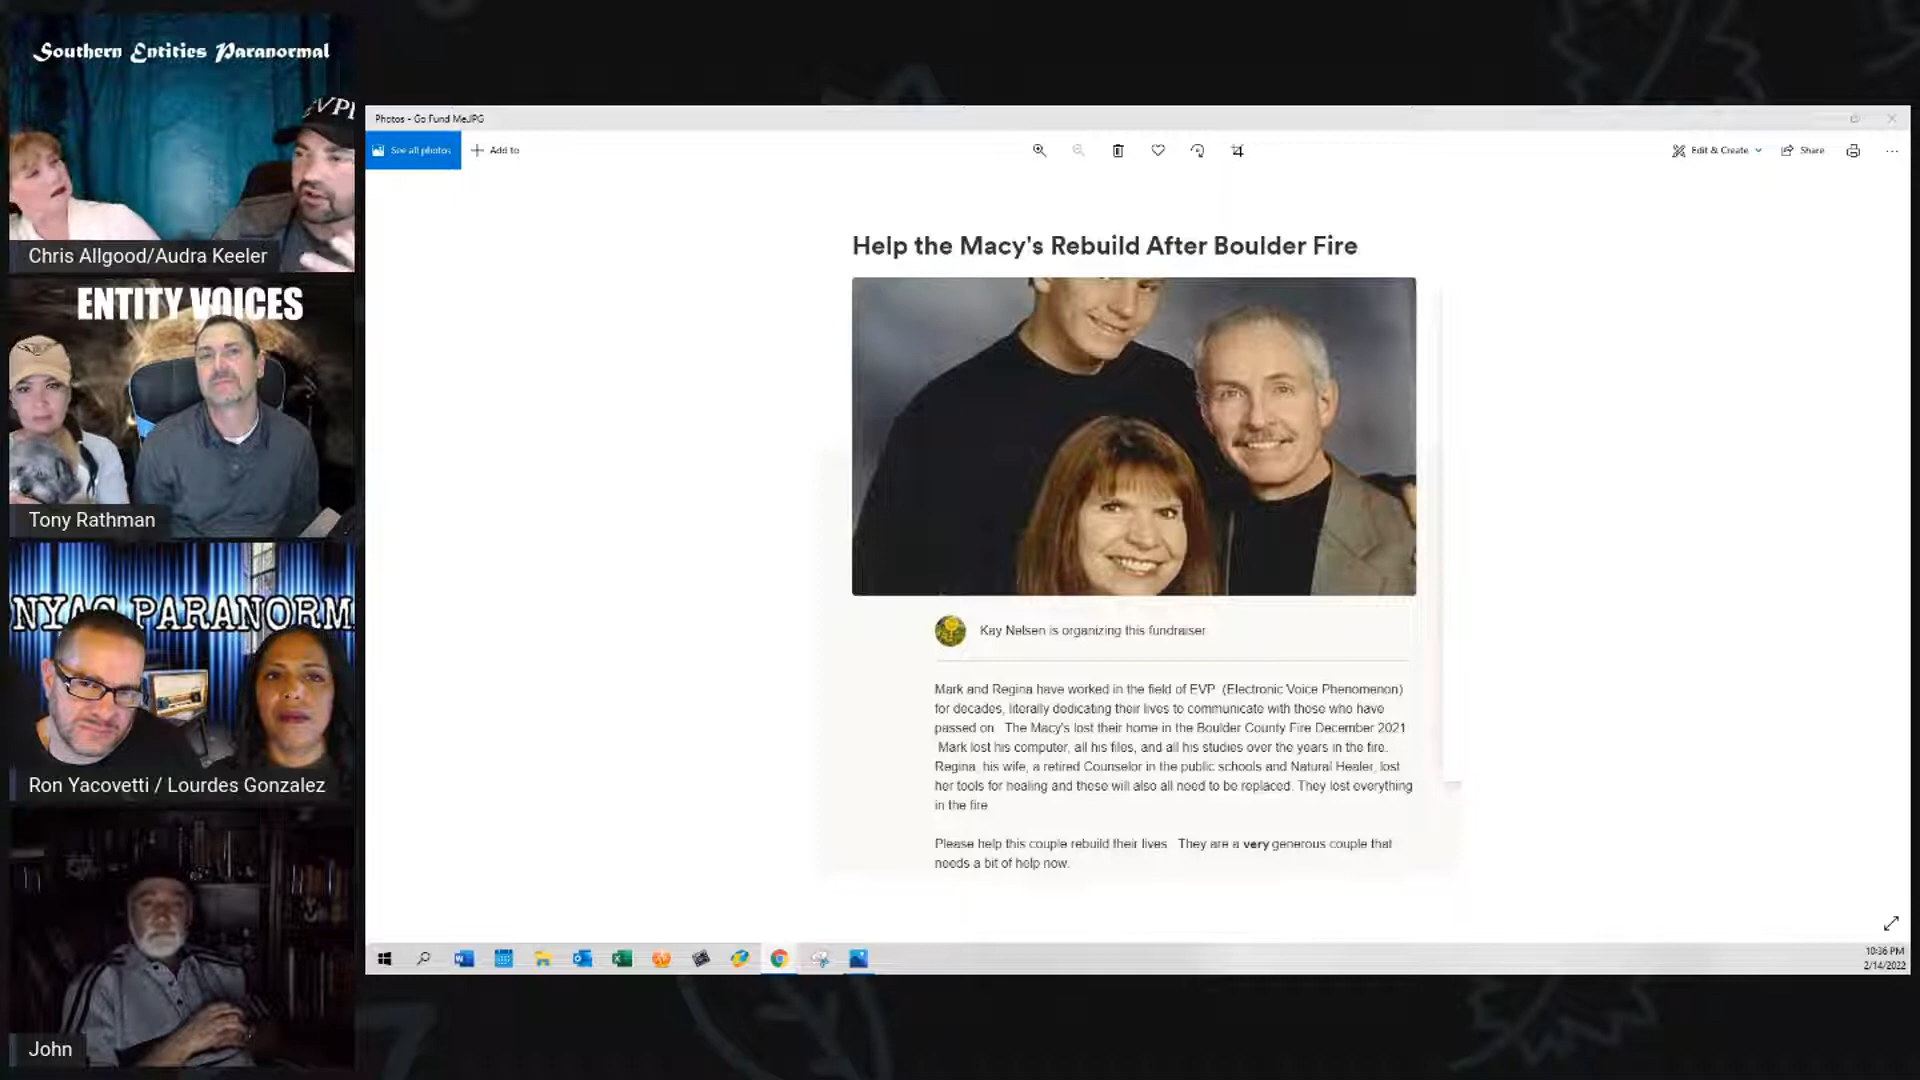 Southern Entities Paranormal
EVPI
Chris Allgood/Audra Keeler
ENTITY VOICES
Tony Rathman
NYAC PARANORM
Ron Yacovetti / Lourdes Gonzalez
John
Photos - Go Fund Me.JPG
See all photos
Add to
Edit & Create
Share
Help the Macy's Rebuild After Boulder Fire
Kay Nelsen is organizing this fundraiser
Mark and Regina have worked in the field of EVP (Electronic Voice Phenomenon)
for decades, literally dedicating their lives to communicate with those who have
passed on The Macy's lost their home in the Boulder County Fire December 2021
Mark lost his computer, all his files, and all his studies over the years in the fire.
Regina, his wife, a retired Counselor in the public schools and Natural Healer, lost
her tools for healing and these will also all need to be replaced. They lost everything
in the fire
Please help this couple rebuild their lives They are a very generous couple that
needs a bit of help now.
10:36 PM
2/14/2022